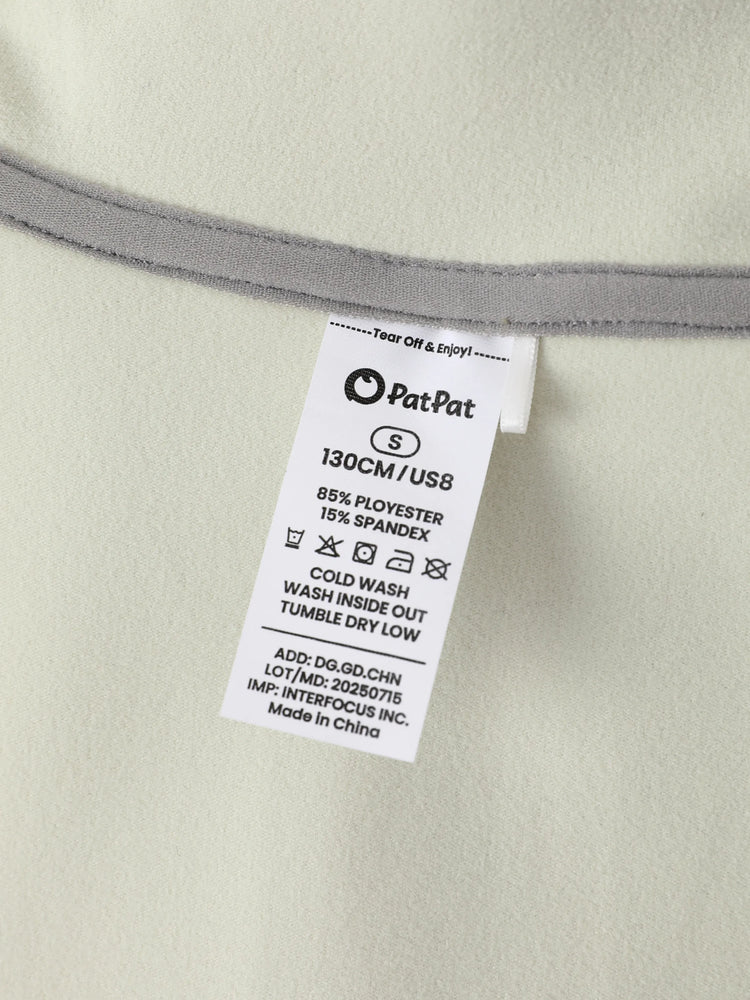 --------Tear Off & Enjoy!------
PatPat
S
130CM/US8
85% PLOYESTER
15% SPANDEX
COLD WASH
WASH INSIDE OUT
TUMBLE DRY LOW
ADD: DG.GD.CHN
LOT/MD: 20250715
IMP: INTERFOCUS INC.
Made in China